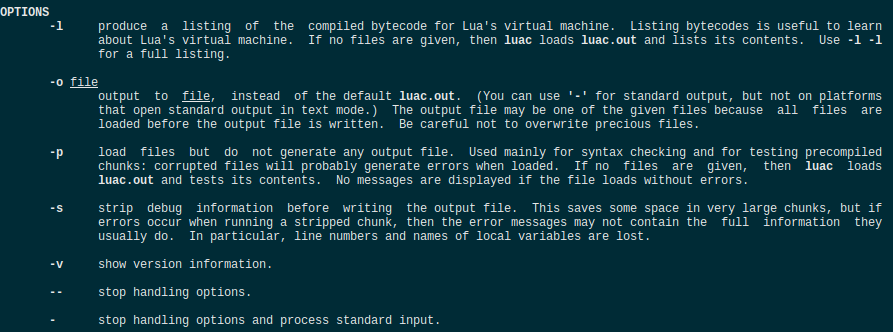 OPTIONS
-l produce a listing of the compiled bytecode for Lua's virtual machine. Listing bytecodes is useful to learn
about Lua's virtual machine. If no files are given, then luac loads luac.out and lists its contents. Use -l -l
for a full listing.
-o file
output to file, instead of the default luac.out. (You can use '-' for standard output, but not on platforms
that open standard output in text mode.) The output file may be one of the given files because all files are
loaded before the output file is written. Be careful not to overwrite precious files.
-p load files but do not generate any output file. Used mainly for syntax checking and for testing precompiled
chunks: corrupted files will probably generate errors when loaded. If no files are given, then luac loads
luac.out and tests its contents. No messages are displayed if the file loads without errors.
-s strip debug information before writing the output file. This saves some space in very large chunks, but if
errors occur when running a stripped chunk, then the error messages may not contain the full information they
usually do. In particular, line numbers and names of local variables are lost.
-v show version information.
-- stop handling options.
- stop handling options and process standard input.